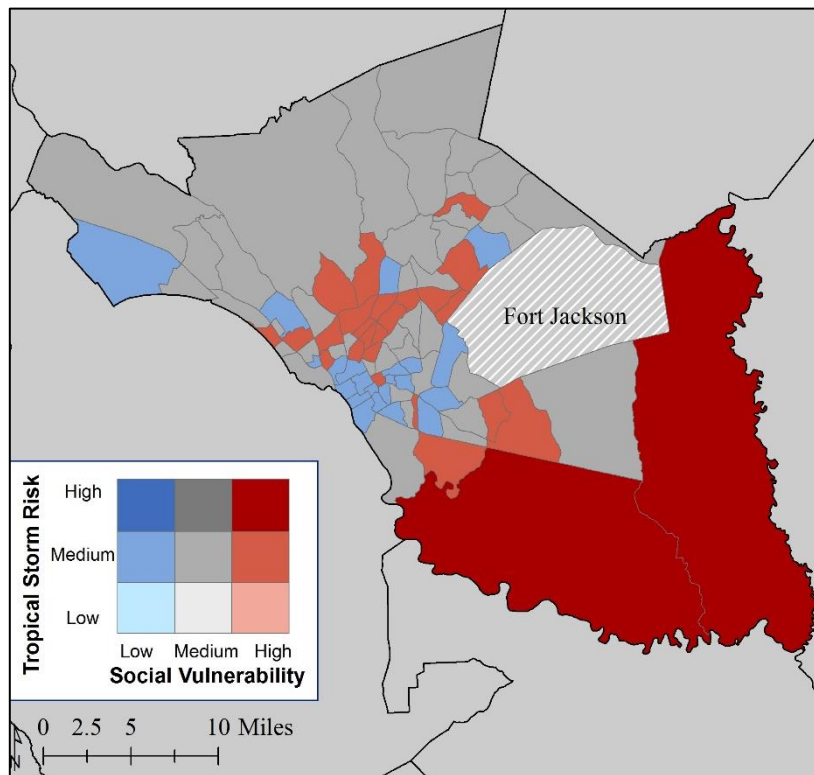 Fort Jackson
Tropical Storm Risk
High
Medium
Low
Low Medium High
Social Vulnerability
0 2.5 5 10 Miles
N